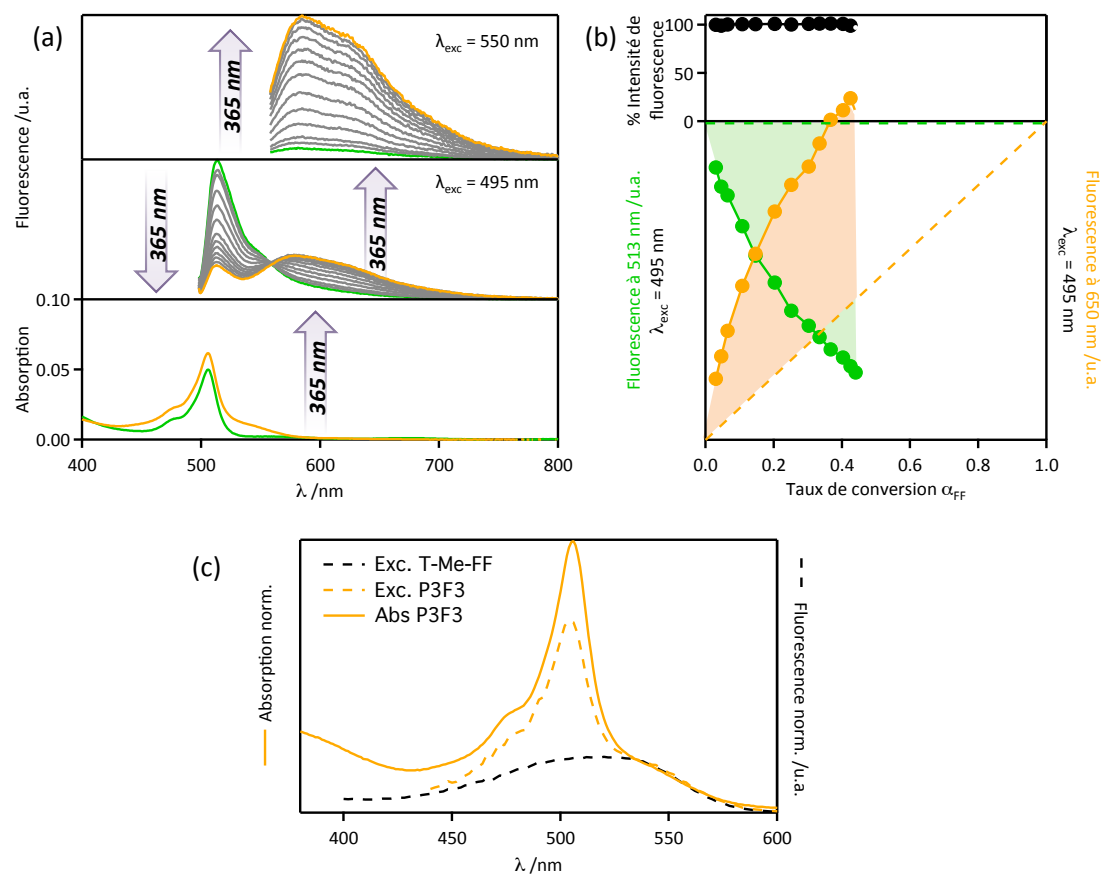 (a)
Fluorescence /u.a.
λexc = 550 nm
365 nm
λexc = 495 nm
365 nm
365 nm
Absorption
0.10
0.05
0.00
365 nm
400 500 600 700 800
λ /nm
(b)
% Intensité de
fluorescence
100
50
0
Fluorescence à 513 nm /u.a.
λexc = 495 nm
Fluorescence à 650 nm /u.a.
λexc = 495 nm
0.0 0.2 0.4 0.6 0.8 1.0
Taux de conversion αFF
(c)
Absorption norm.
Exc. T-Me-FF
Exc. P3F3
Abs P3F3
Fluorescence norm. /u.a.
400 450 500 550 600
λ /nm